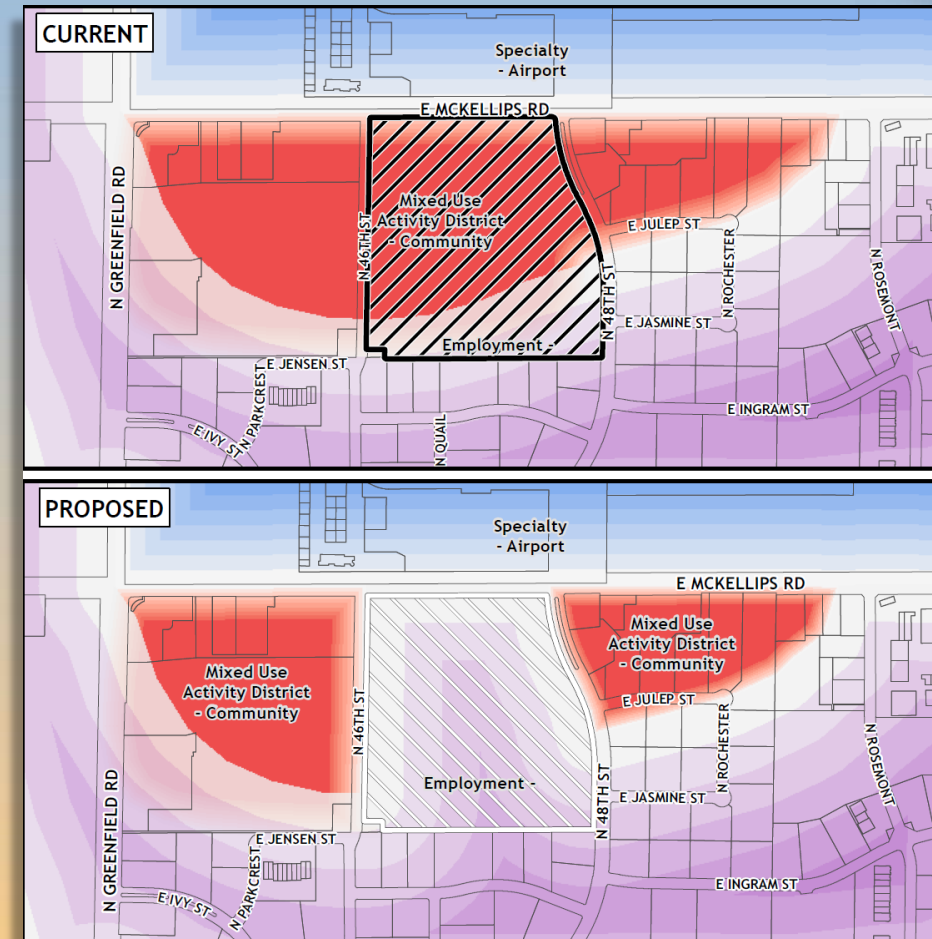 CURRENT
Specialty
- Airport
E MCKELLIPS RD
N GREENFIELD RD
Mixed Use
Activity District
- Community
N 46TH ST
E JULEP ST
N ROCHESTER
N ROSEMONT
N 48TH ST
E JASMINE ST
Employment -
E JENSEN ST
N PARKCREST
E IVY ST
N QUAIL
E INGRAM ST
PROPOSED
Specialty
- Airport
E MCKELLIPS RD
Mixed Use
Activity District
- Community
Mixed Use
Activity District
- Community
N 46TH ST
E JULEP ST
N ROCHESTER
N ROSEMONT
N GREENFIELD RD
Employment -
N 48TH ST
E JASMINE ST
E JENSEN ST
N PARKCREST
E IVY ST
E INGRAM ST